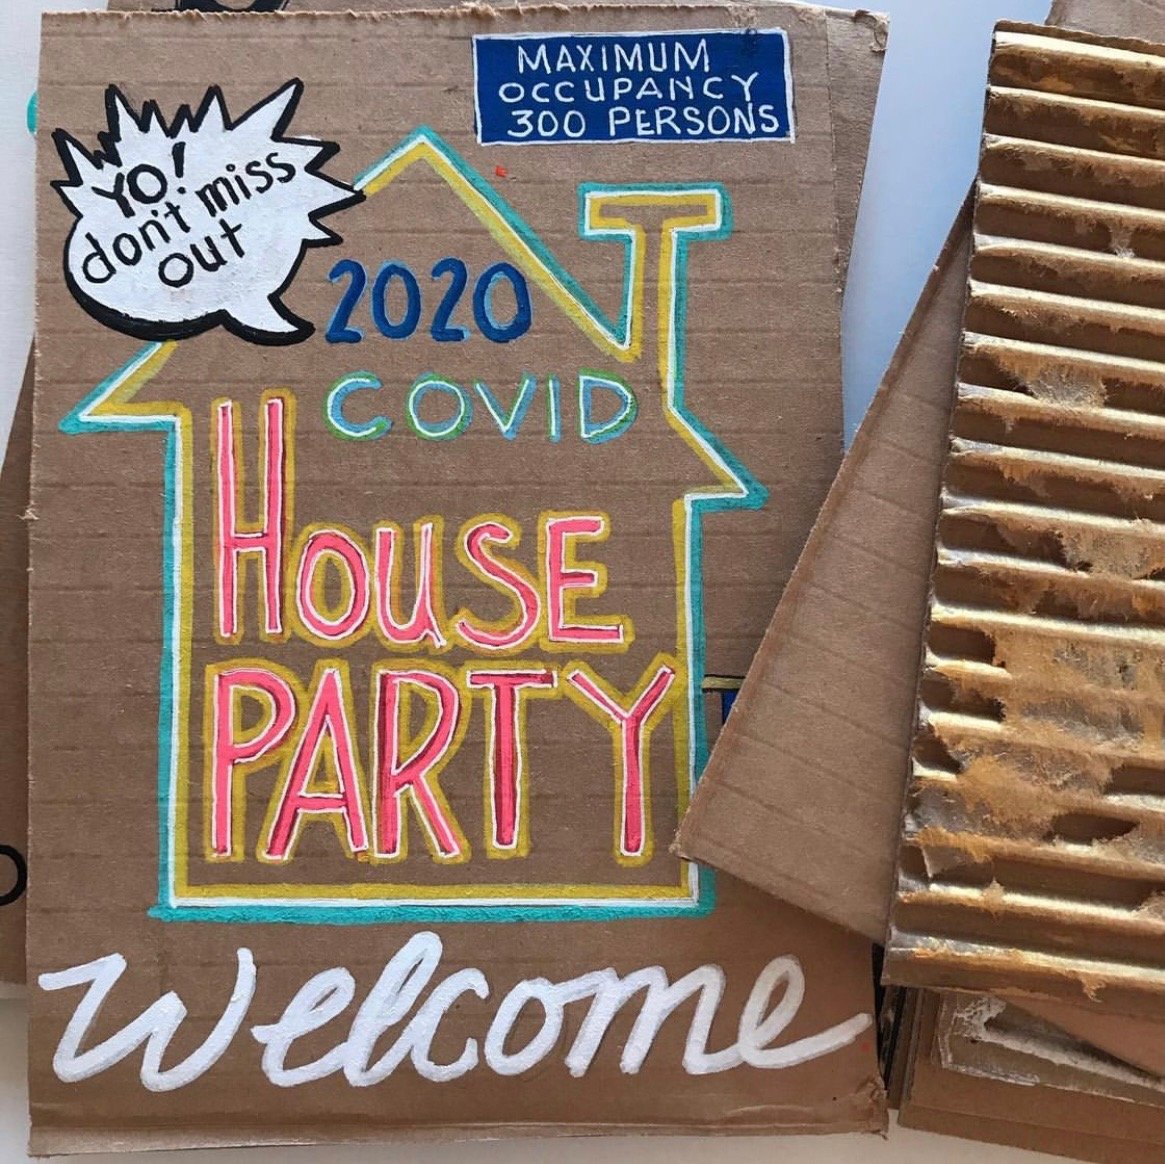 MAXIMUM
OCCUPANCY
300 PERSONS
YO!
don't miss
out
2020
COVID
HOUSE
PARTY
Welcome